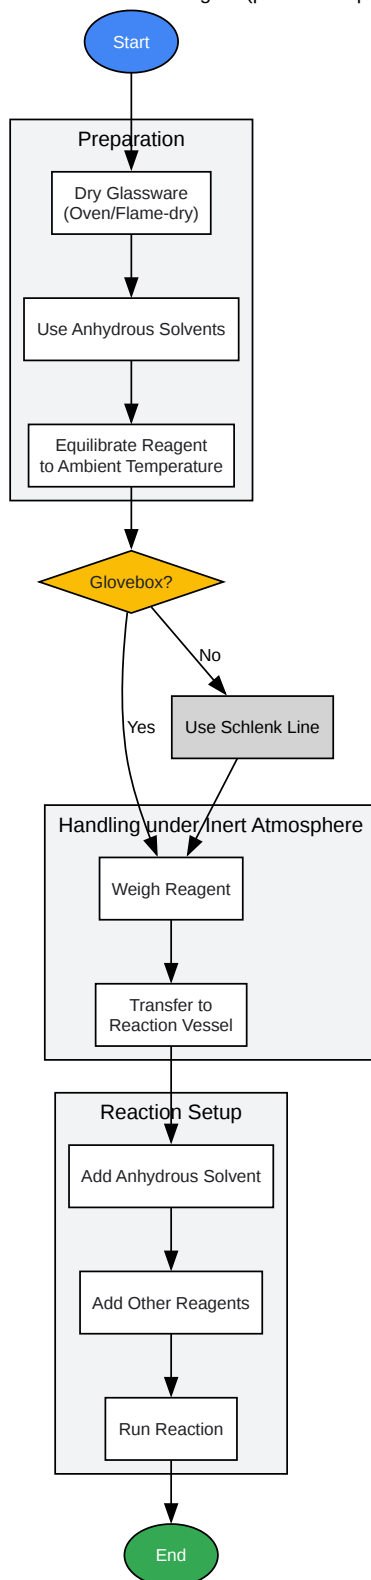 Start
Preparation
Dry Glassware
(Oven/Flame-dry)
Use Anhydrous Solvents
Equilibrate Reagent
to Ambient Temperature
Glovebox?
No
Yes
Use Schlenk Line
Handling under Inert Atmosphere
Weigh Reagent
Transfer to
Reaction Vessel
Reaction Setup
Add Anhydrous Solvent
Add Other Reagents
Run Reaction
End